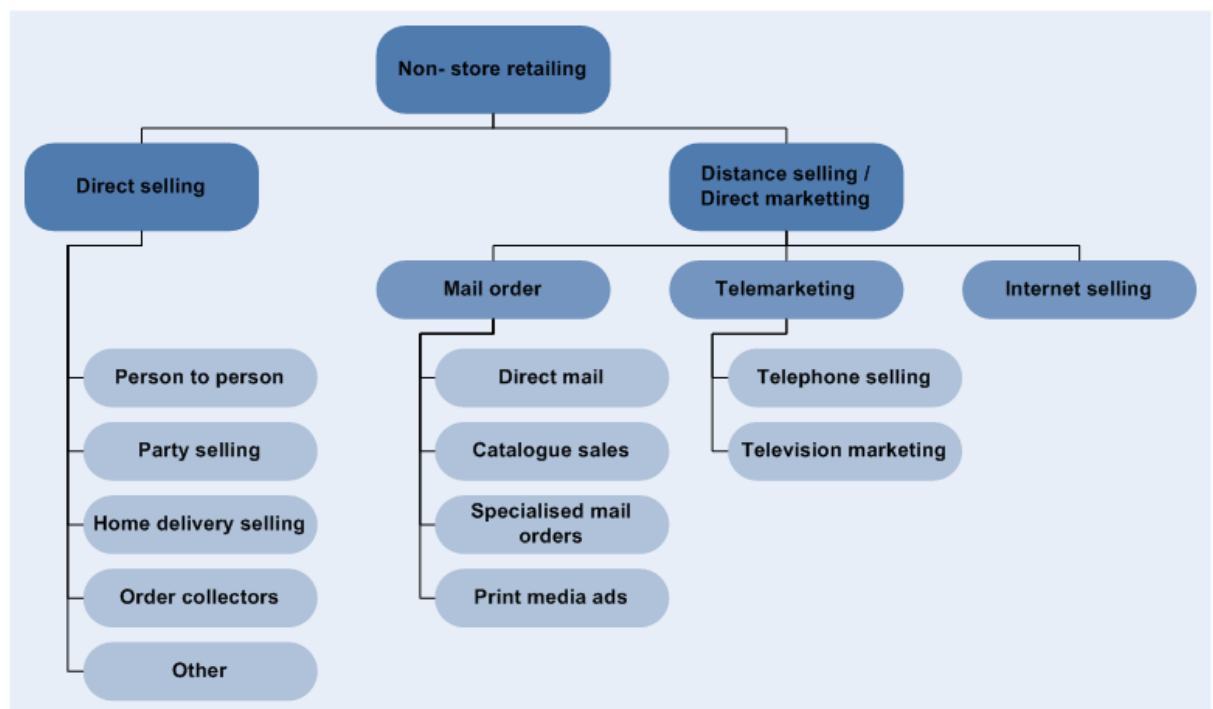 Non- store retailing
Direct selling
Distance selling /
Direct marketting
Mail order
Telemarketing
Internet selling
Person to person
Direct mail
Telephone selling
Party selling
Catalogue sales
Television marketing
Home delivery selling
Specialised mail
orders
Order collectors
Print media ads
Other